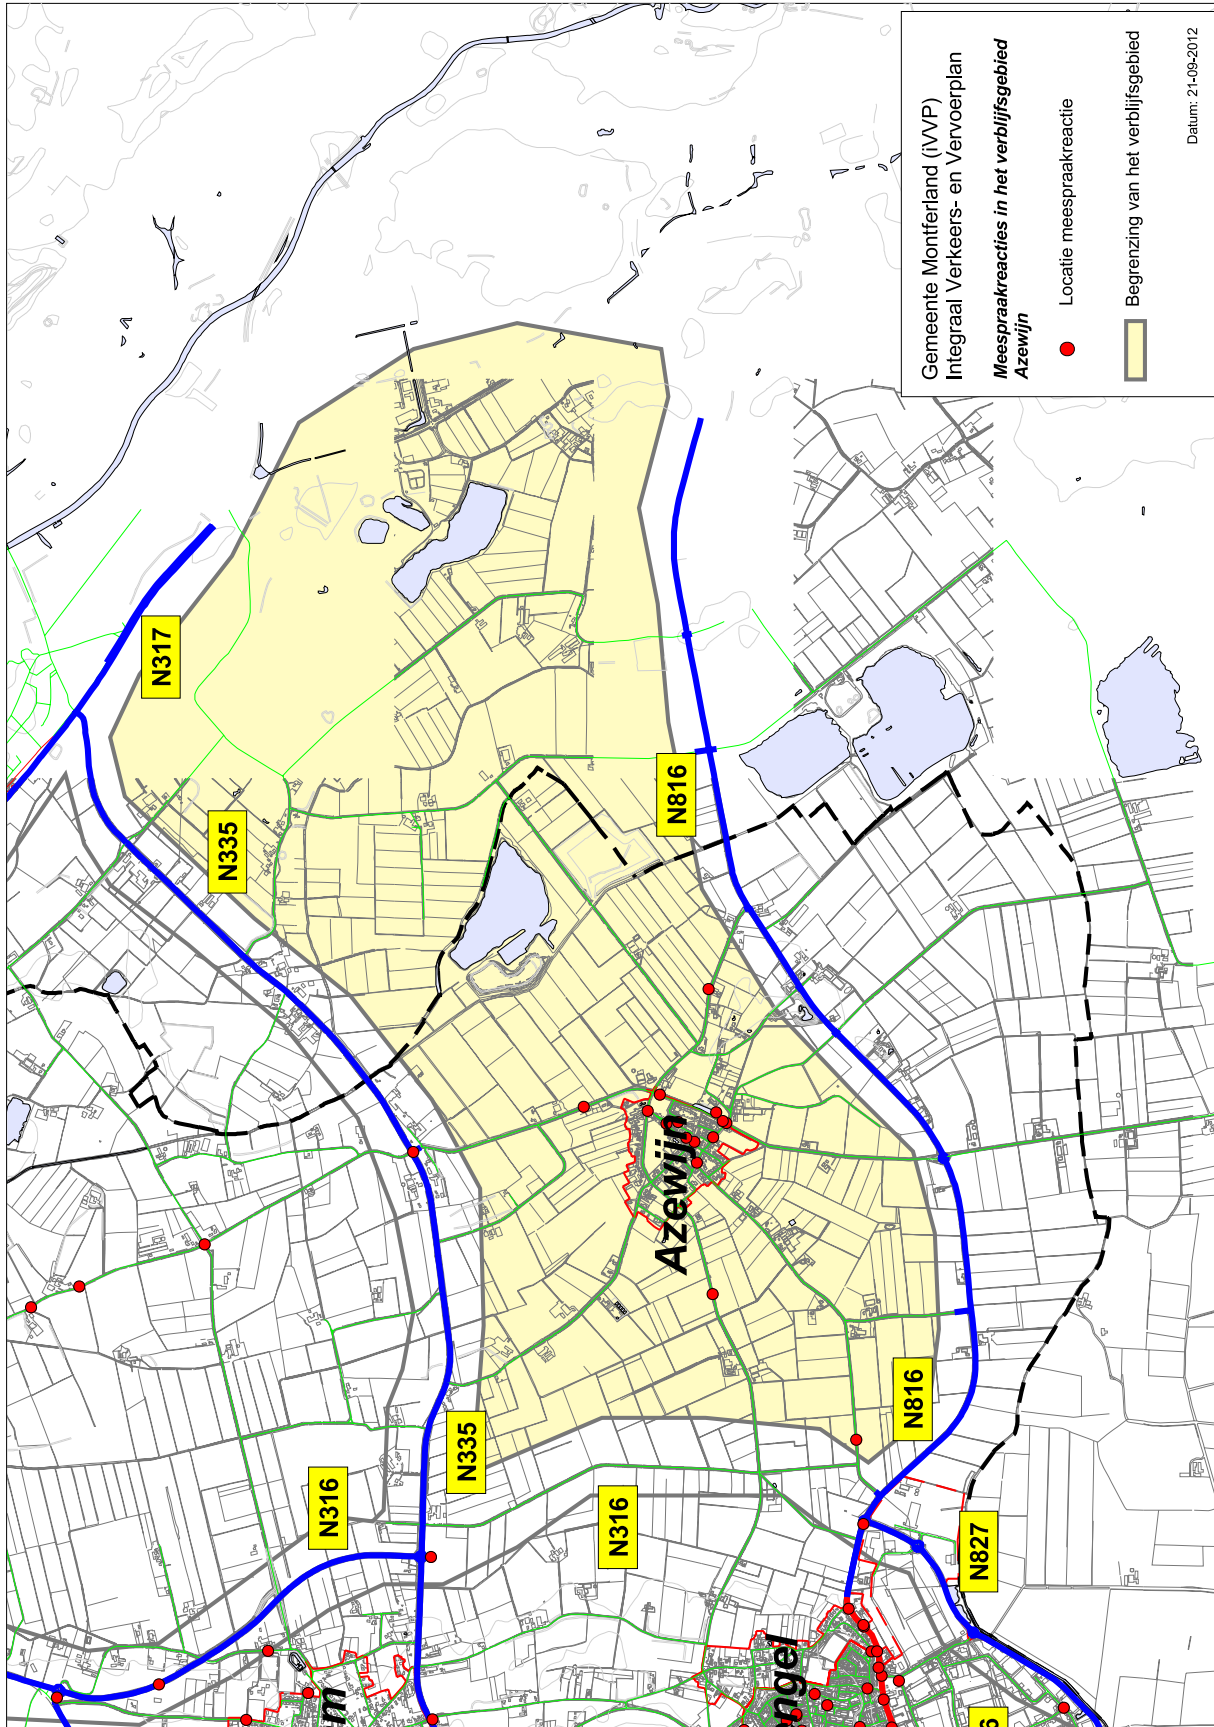 Gemeente Montferland (iVVP)
Integraal Verkeers- en Vervoerplan
Meespraakreacties in het verblijfsgebied
Azewijn
Locatie meespraakreactie
Begrenzing van het verblijfsgebied
Datum: 21-09-2012
N317
N335
N816
Azewijn
N335
N816
N316
N316
N827